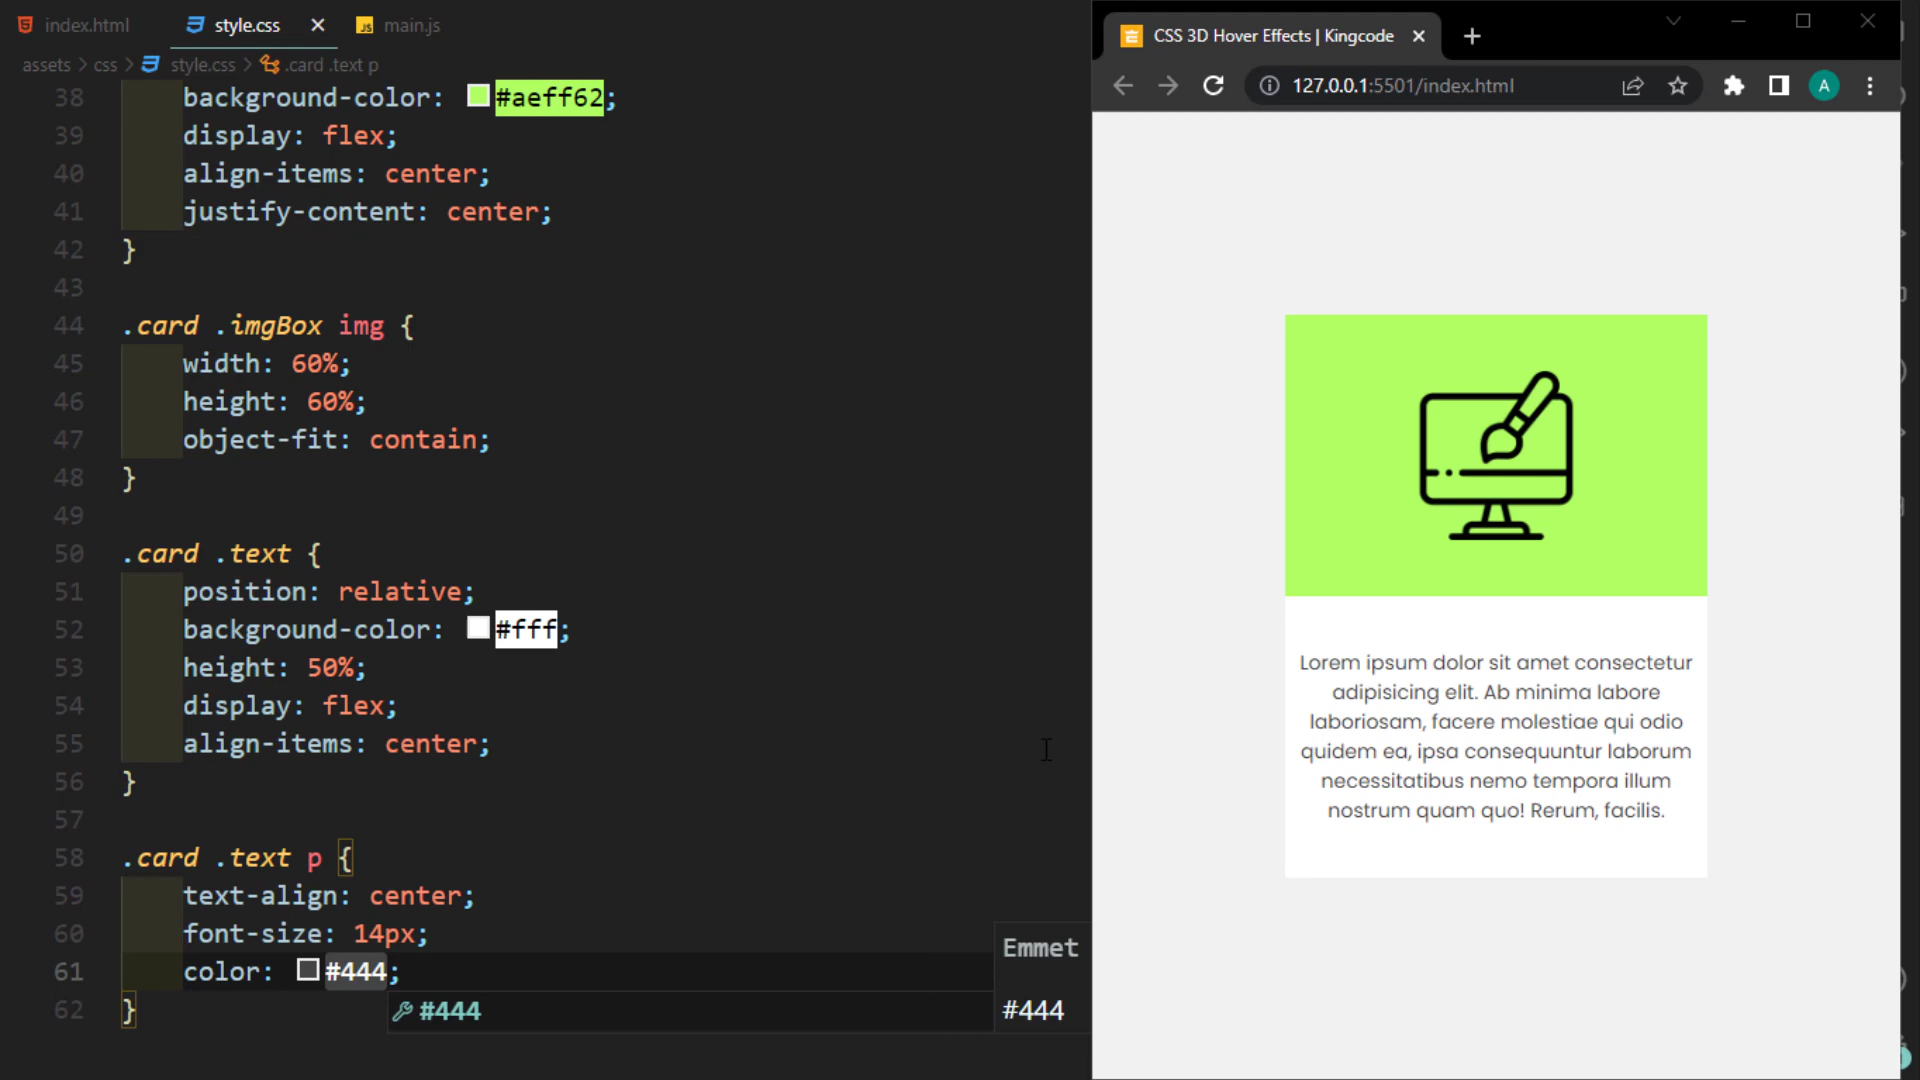 index.html
style.css
JS main.js
assets > css > style.css > .card .text p
38 background-color: #aeff62;
39 display: flex;
40 align-items: center;
41 justify-content: center;
42 }
43
44 .card .imgBox img {
45 width: 60%;
46 height: 60%;
47 object-fit: contain;
48 }
49
50 .card .text {
51 position: relative;
52 background-color: #fff;
53 height: 50%;
54 display: flex;
55 align-items: center;
56 }
57
58 .card .text p {
59 text-align: center;
60 font-size: 14px;
61 color: #444;
62 }
#444
Emmet
#444
CSS 3D Hover Effects | Kingcode
127.0.0.1:5501/index.html
A
Lorem ipsum dolor sit amet consectetur
adipisicing elit. Ab minima labore
laboriosam, facere molestiae qui odio
quidem ea, ipsa consequuntur laborum
necessitatibus nemo tempora illum
nostrum quam quo! Rerum, facilis.